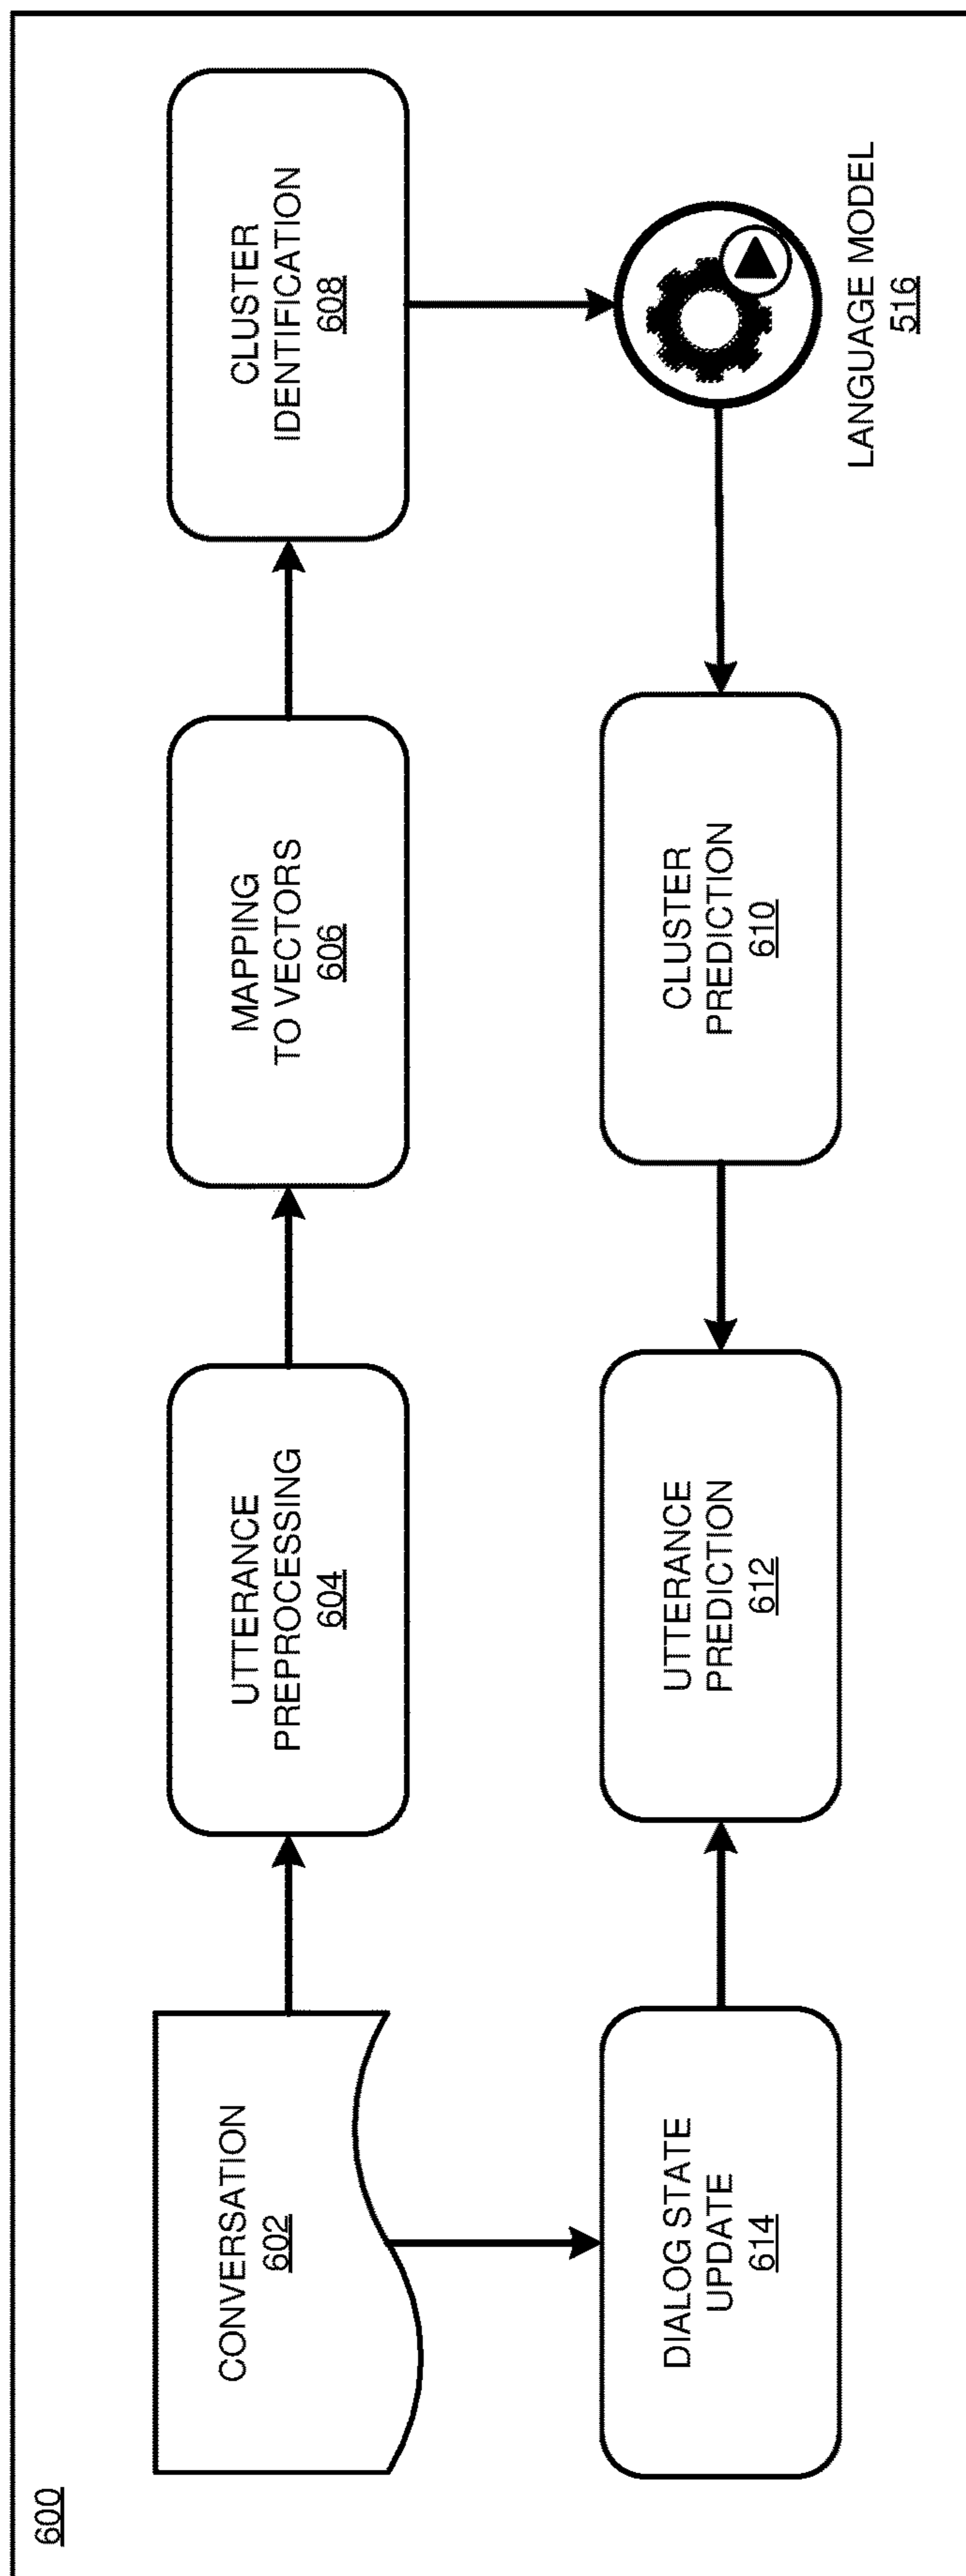 600
CONVERSATION
602
UTTERANCE
PREPROCESSING
604
MAPPING
TO VECTORS
606
CLUSTER
IDENTIFICATION
608
DIALOG STATE
UPDATE
614
UTTERANCE
PREDICTION
612
CLUSTER
PREDICTION
610
LANGUAGE MODEL
516